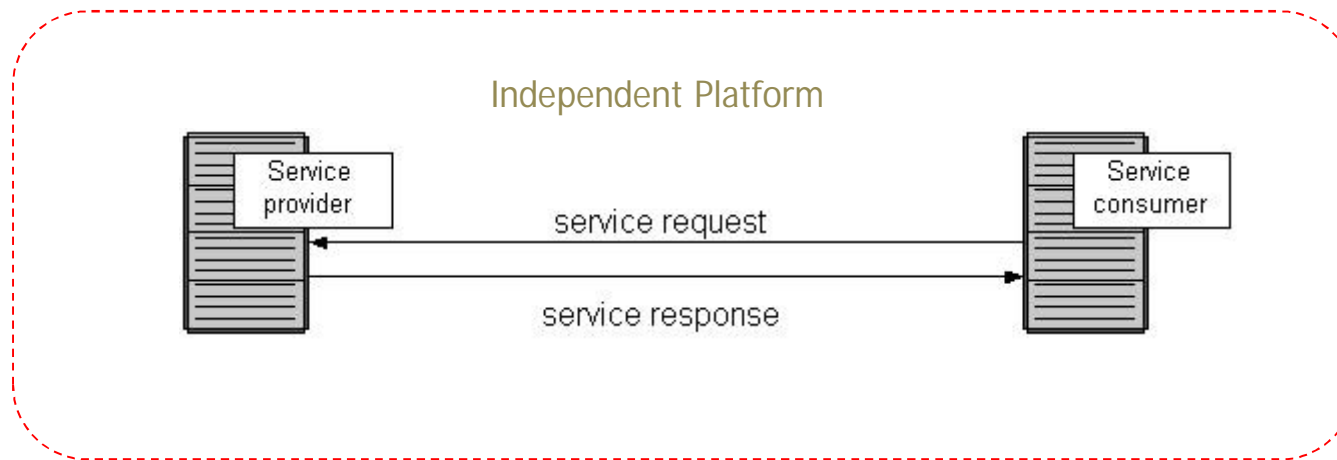 Independent Platform
Service
provider
Service
consumer
service request
service response